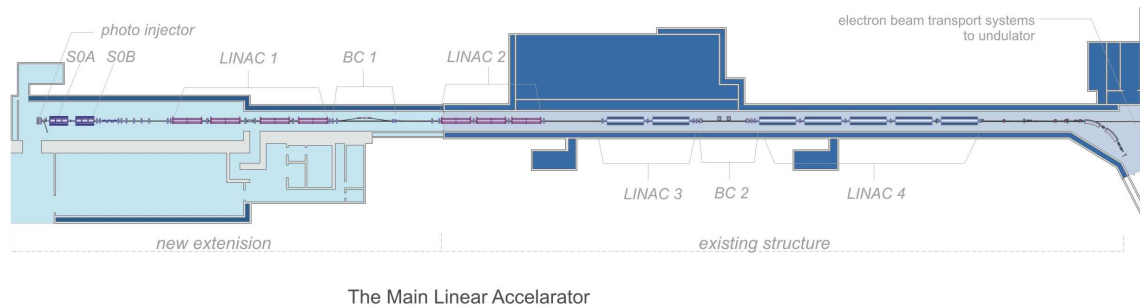 photo injector
electron beam transport systems
to undulator
S0A
S0B
LINAC 1
BC 1
LINAC 2
LINAC 3
BC 2
LINAC 4
new extenision
existing structure
The Main Linear Accelarator